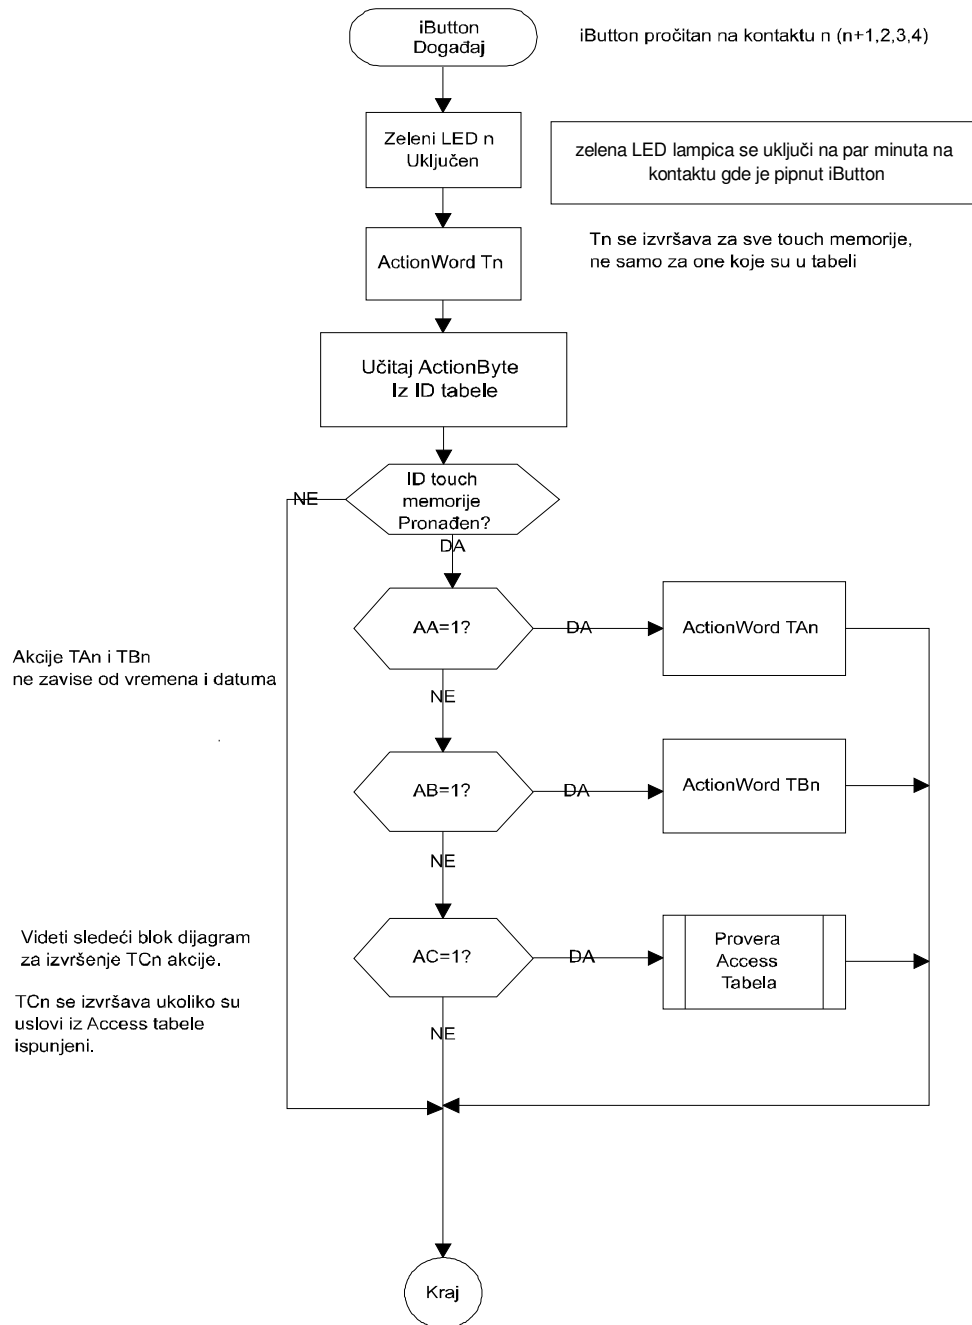 iButton
Događaj
iButton pročitan na kontaktu n (n+1,2,3,4)
Zeleni LED n
Uključen
zelena LED lampica se uključi na par minuta na
kontaktu gde je pipnut iButton
ActionWord Tn
Tn se izvršava za sve touch memorije,
ne samo za one koje su u tabeli
Učitaj ActionByte
Iz ID tabele
ID touch
memorije
Pronađen?
NE
DA
AA=1?
DA
ActionWord TAn
Akcije TAn i TBn
ne zavise od vremena i datuma
NE
AB=1?
DA
ActionWord TBn
NE
Videti sledeći blok dijagram
za izvršenje TCn akcije.
TCn se izvršava ukoliko su
uslovi iz Access tabele
ispunjeni.
AC=1?
DA
Provera
Access
Tabela
NE
Kraj